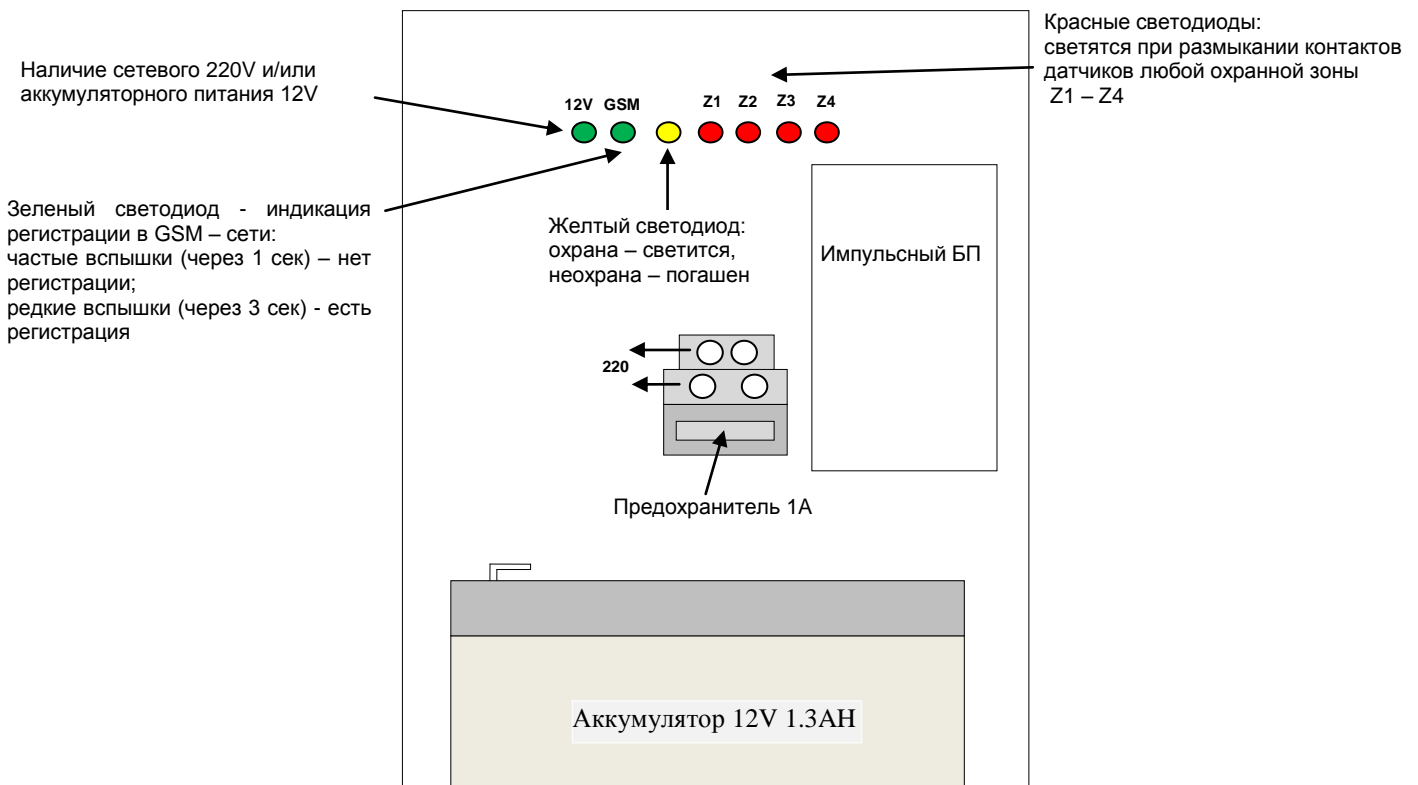 Красные светодиоды:
светятся при размыкании контактов
датчиков любой охранной зоны
Z1 – Z4
Наличие сетевого 220V и/или
аккумуляторного питания 12V
12V GSM Z1 Z2 Z3 Z4
Зеленый светодиод - индикация
регистрации в GSM – сети:
частые вспышки (через 1 сек) – нет
регистрации;
редкие вспышки (через 3 сек) - есть
регистрация
Желтый светодиод:
охрана – светится,
неохрана – погашен
Импульсный БП
220
Предохранитель 1А
Аккумулятор 12V 1.3AH